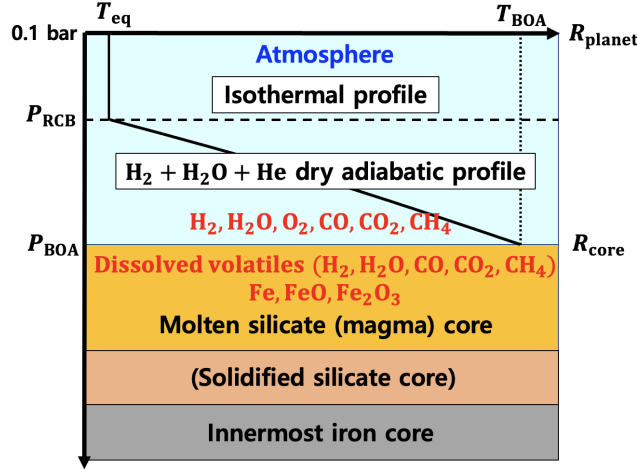 T_eq T_BOA
0.1 bar R_planet
Atmosphere
Isothermal profile
P_RCB
H₂ + H₂O + He dry adiabatic profile
H₂, H₂O, O₂, CO, CO₂, CH₄
P_BOA R_core
Dissolved volatiles (H₂, H₂O, CO, CO₂, CH₄)
Fe, FeO, Fe₂O₃
Molten silicate (magma) core
(Solidified silicate core)
Innermost iron core